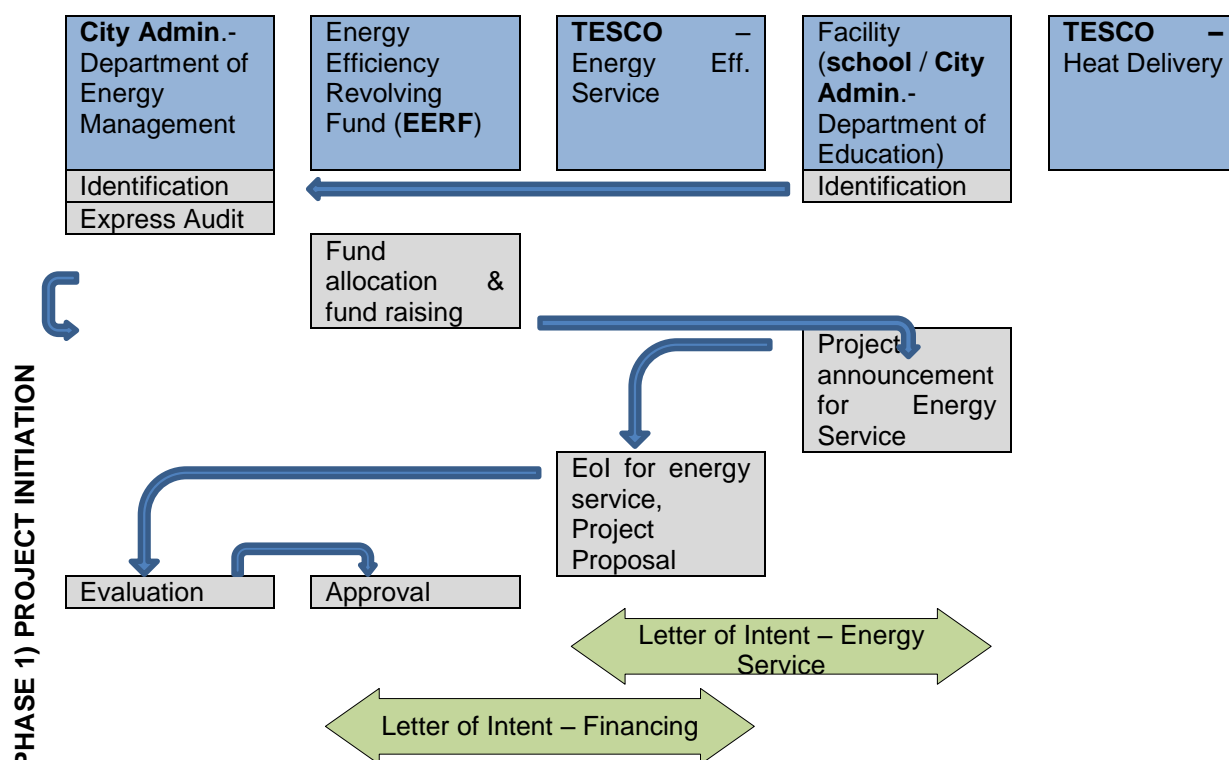 City Admin.-
Department of
Energy
Management
Energy
Efficiency
Revolving
Fund (EERF)
TESCO –
Energy Eff.
Service
Facility
(school / City
Admin.-
Department of
Education)
TESCO –
Heat Delivery
Identification
Identification
Express Audit
Fund
allocation &
fund raising
Project
announcement
for Energy
Service
EoI for energy
service,
Project
Proposal
Evaluation
Approval
Letter of Intent – Energy
Service
Letter of Intent – Financing
PHASE 1) PROJECT INITIATION